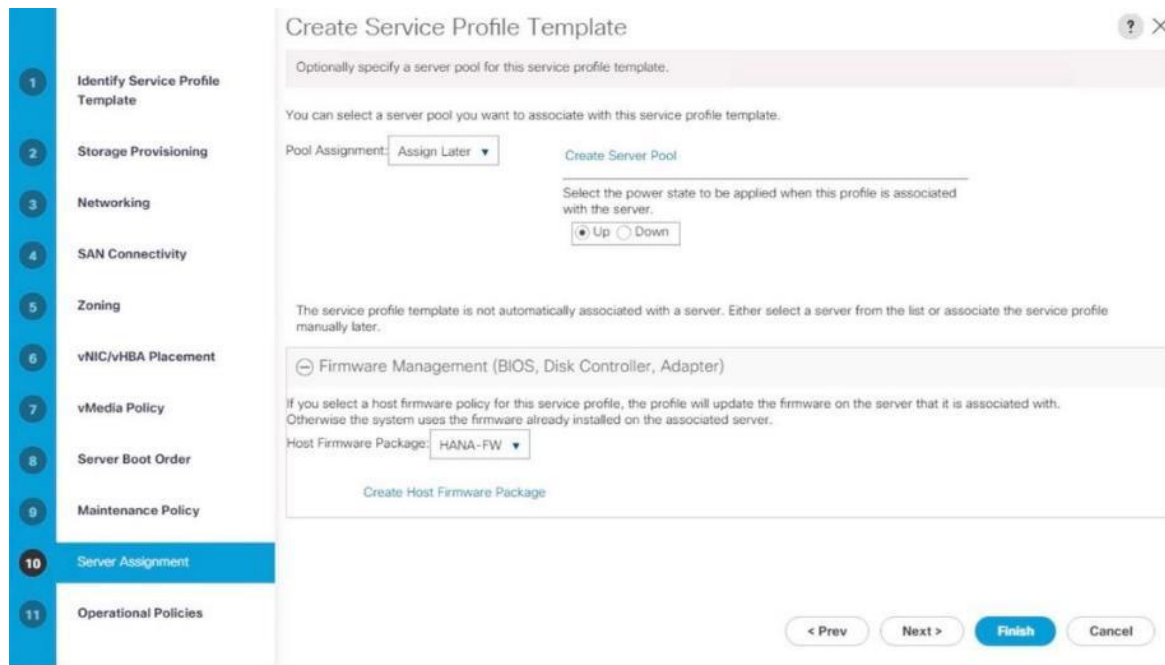 Create Service Profile Template
?
Optionally specify a server pool for this service profile template.
You can select a server pool you want to associate with this service profile template.
Pool Assignment: Assign Later
Create Server Pool
Select the power state to be applied when this profile is associated
with the server.
Up Down
The service profile template is not automatically associated with a server. Either select a server from the list or associate the service profile
manually later.
Firmware Management (BIOS, Disk Controller, Adapter)
If you select a host firmware policy for this service profile, the profile will update the firmware on the server that it is associated with.
Otherwise the system uses the firmware already installed on the associated server.
Host Firmware Package: HANA-FW
Create Host Firmware Package
1 Identify Service Profile
Template
2 Storage Provisioning
3 Networking
4 SAN Connectivity
5 Zoning
6 vNIC/vHBA Placement
7 vMedia Policy
8 Server Boot Order
9 Maintenance Policy
10 Server Assignment
11 Operational Policies
< Prev Next > Finish Cancel